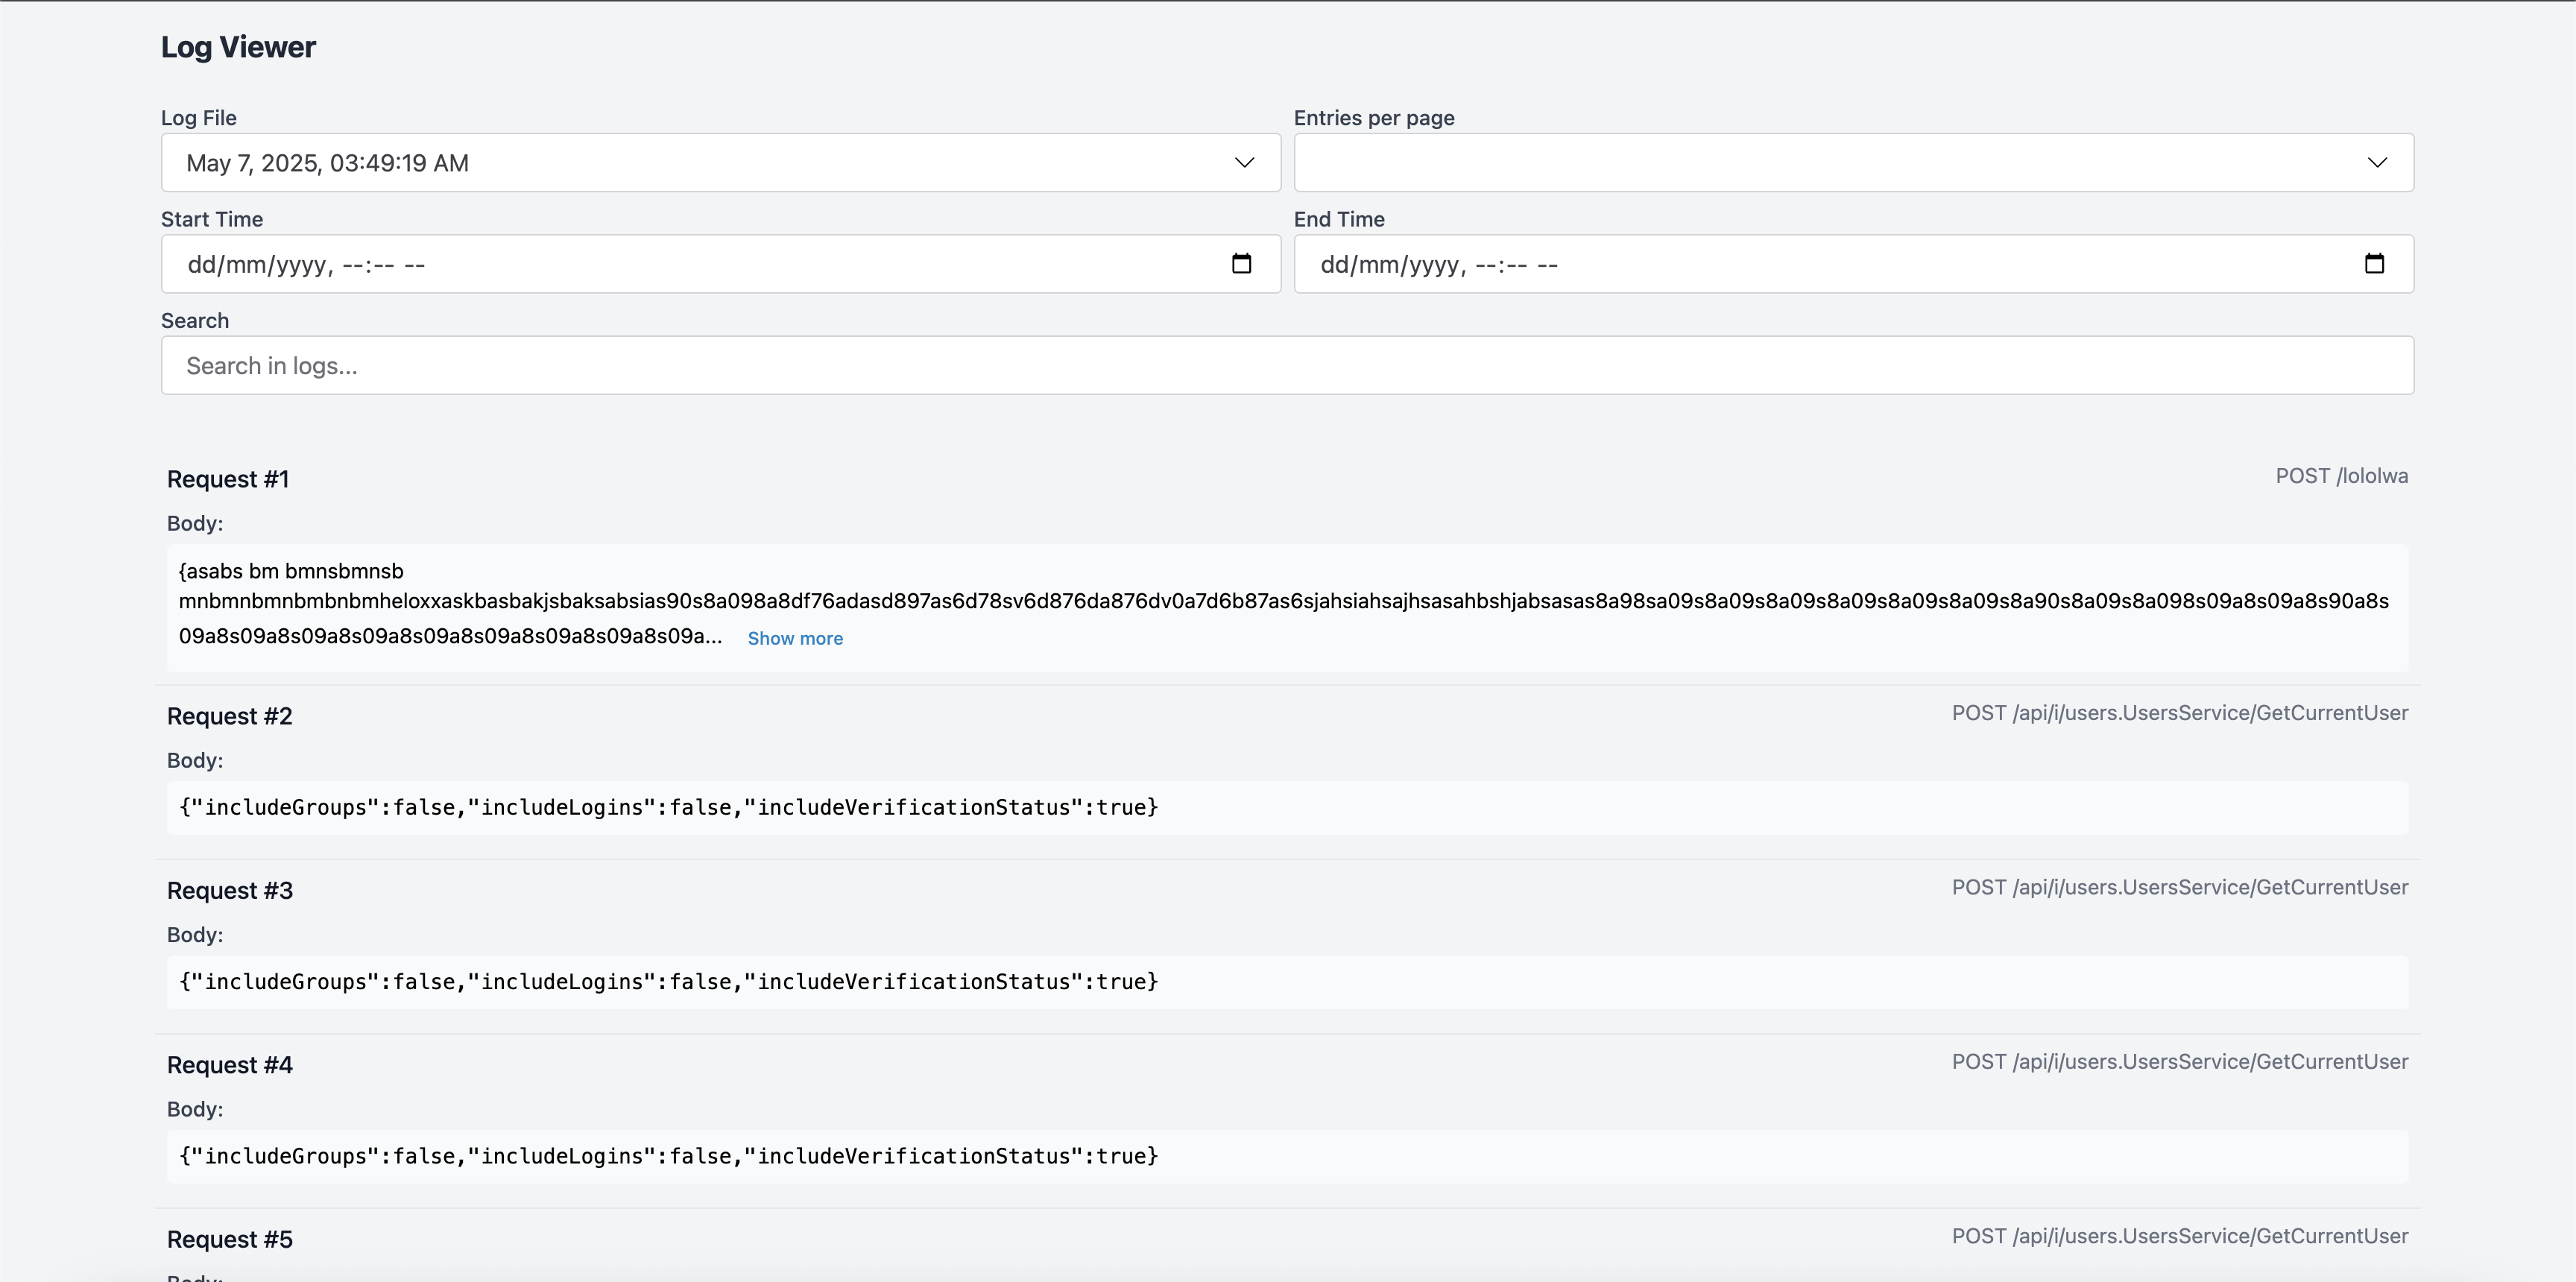 Log Viewer
Log File
Entries per page
May 7, 2025, 03:49:19 AM
Start Time
End Time
dd/mm/yyyy, --:-- --
dd/mm/yyyy, --:-- --
Search
Search in logs...
Request #1
POST /lololwa
Body:
{asabs bm bmnsbmnsb
mnbmnbmnbmbnbmheloxxaskbasbakjsbaksabsias90s8a098a8df76adasd897as6d78sv6d876da876dv0a7d6b87as6sjahsiahsajhsasahbshjabsasas8a98sa09s8a09s8a09s8a09s8a09s8a09s8a90s8a09s8a098s09a8s09a8s90a8s
09a8s09a8s09a8s09a8s09a8s09a8s09a8s09a8s09a... Show more
Request #2
POST /api/i/users.UsersService/GetCurrentUser
Body:
{"includeGroups":false,"includeLogins":false,"includeVerificationStatus":true}
Request #3
POST /api/i/users.UsersService/GetCurrentUser
Body:
{"includeGroups":false,"includeLogins":false,"includeVerificationStatus":true}
Request #4
POST /api/i/users.UsersService/GetCurrentUser
Body:
{"includeGroups":false,"includeLogins":false,"includeVerificationStatus":true}
Request #5
POST /api/i/users.UsersService/GetCurrentUser
Body: